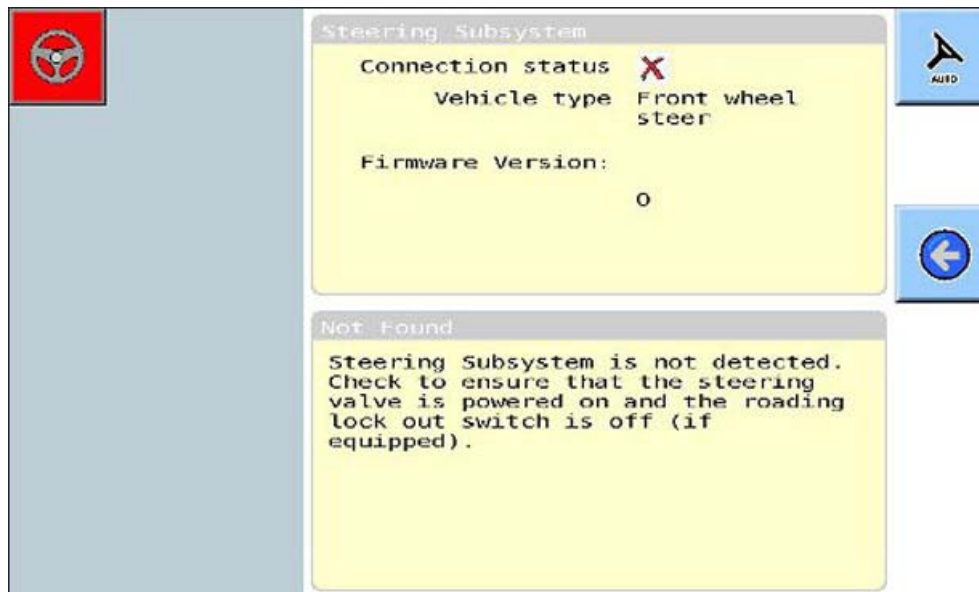 Steering Subsystem
Connection status
Vehicle type Front wheel
steer
Firmware Version:
0
AUTO
Not Found
Steering Subsystem is not detected.
Check to ensure that the steering
valve is powered on and the roading
lock out switch is off (if
equipped).